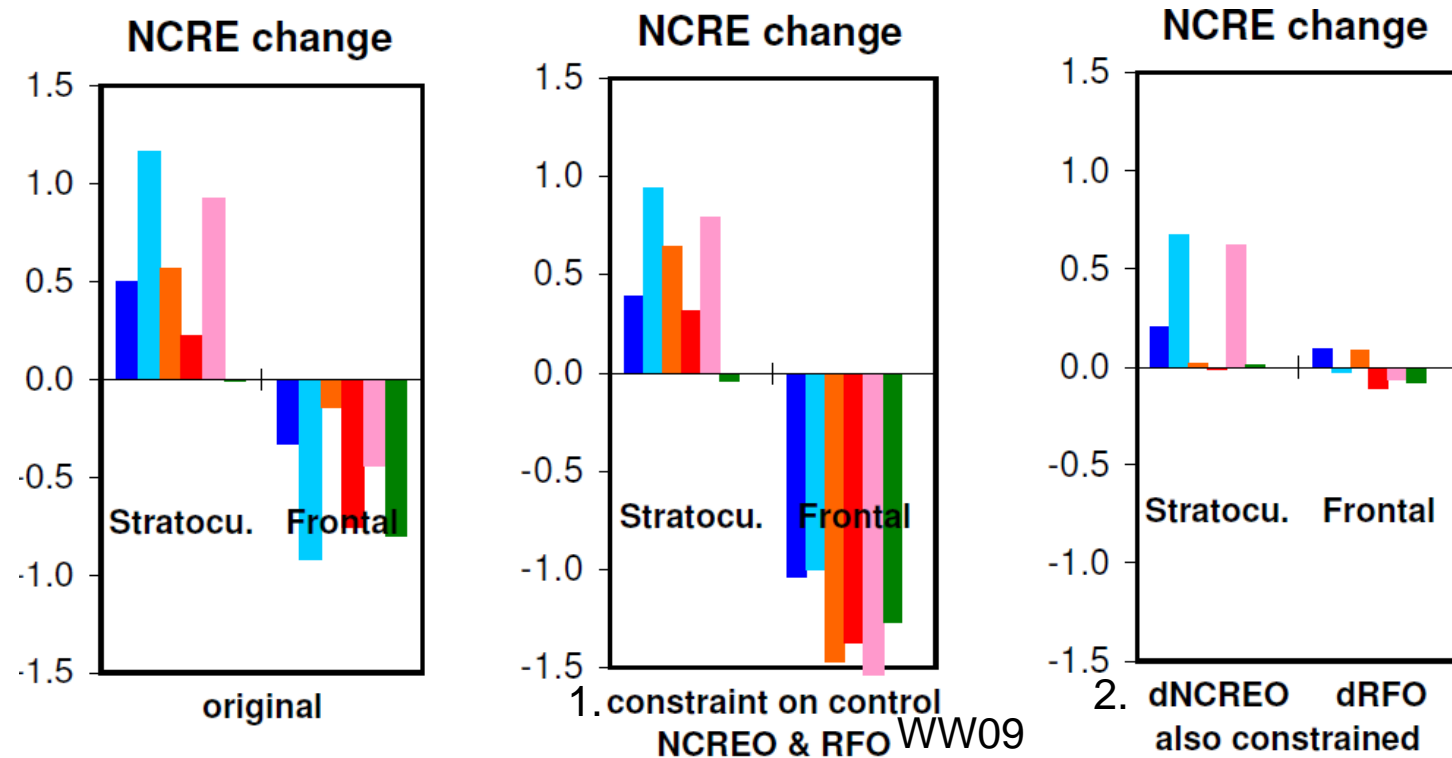 NCRE change
1.5
1.0
0.5
0.0
-0.5
-1.0
-1.5
Stratocu. Frontal
original
NCRE change
1.5
1.0
0.5
0.0
-0.5
-1.0
-1.5
Stratocu. Frontal
1. constraint on control
NCREO & RFO WW09
NCRE change
1.5
1.0
0.5
0.0
-0.5
-1.0
-1.5
Stratocu. Frontal
2. dNCREO dRFO
also constrained